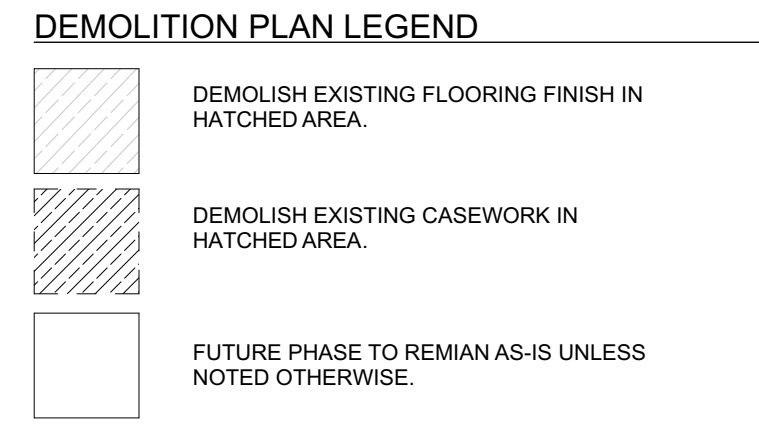 DEMOLITION PLAN LEGEND
DEMOLISH EXISTING FLOORING FINISH IN
HATCHED AREA.
DEMOLISH EXISTING CASEWORK IN
HATCHED AREA.
FUTURE PHASE TO REMIAN AS-IS UNLESS
NOTED OTHERWISE.